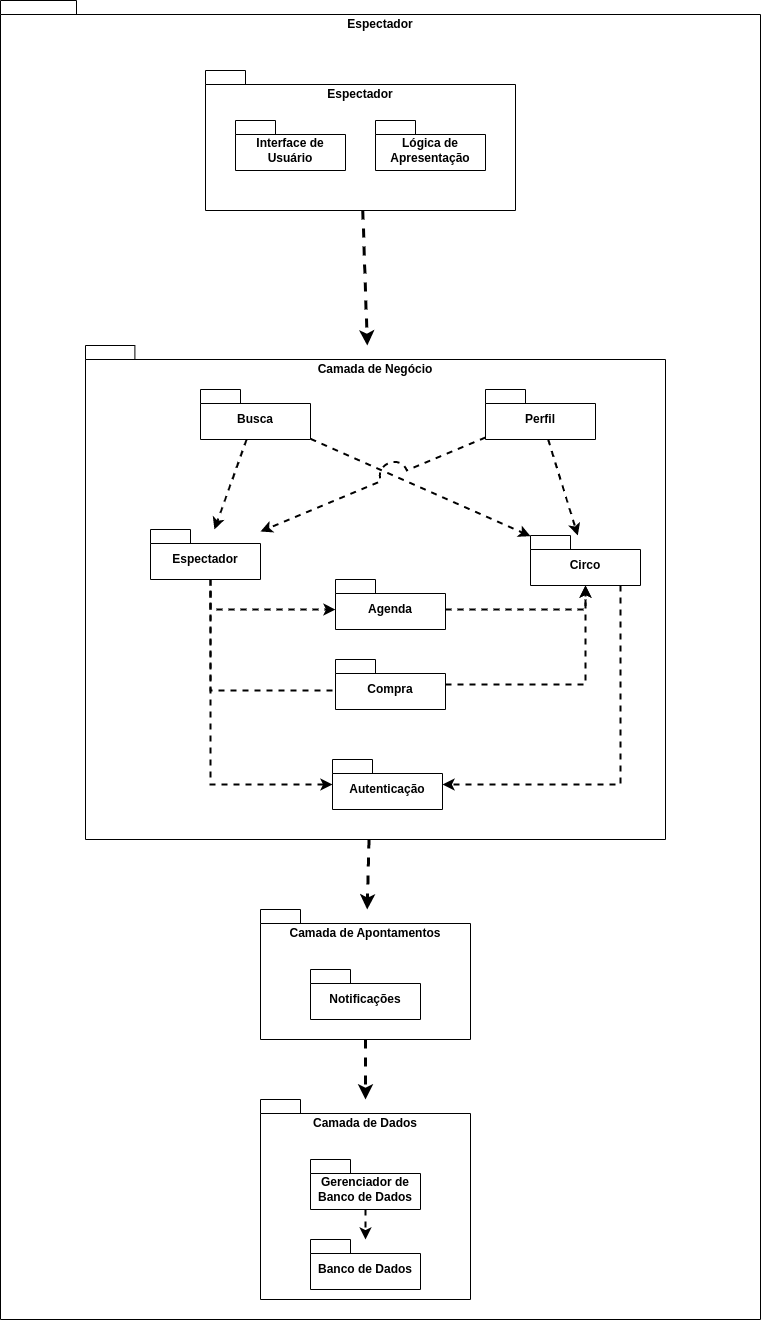 Espectador
Espectador
Interface de
Usuário
Lógica de
Apresentação
Camada de Negócio
Busca
Perfil
Espectador
Circo
Agenda
Compra
Autenticação
Camada de Apontamentos
Notificações
Camada de Dados
Gerenciador de
Banco de Dados
Banco de Dados